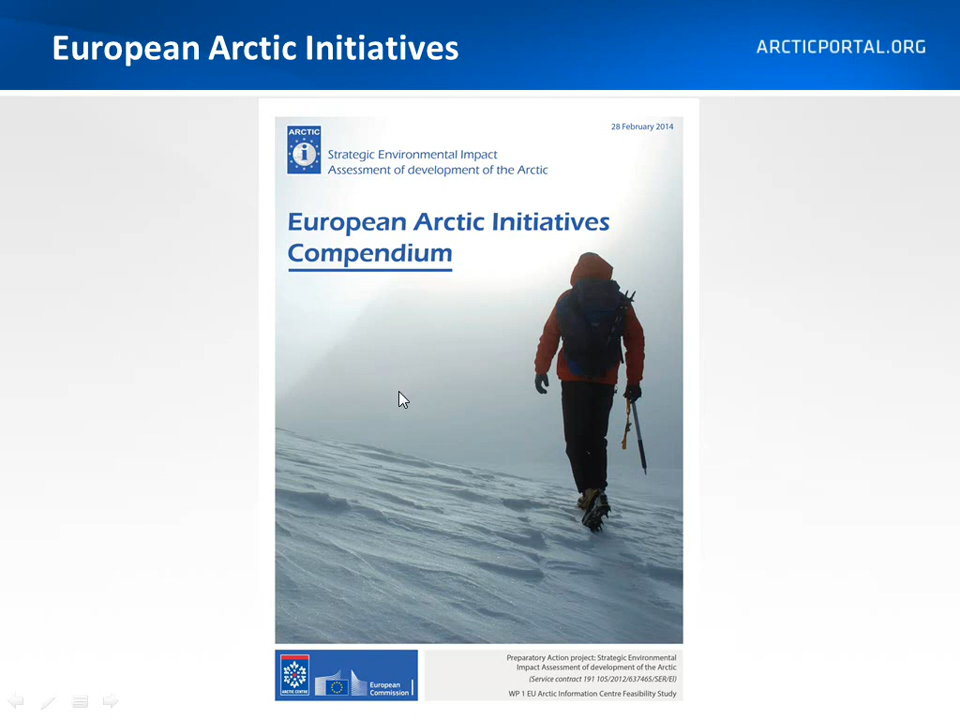 European Arctic Initiatives
ARCTICPORTAL.ORG
28 February 2014
ARCTIC
i
Strategic Environmental Impact
Assessment of development of the Arctic
European Arctic Initiatives
Compendium
ARCTIC CENTRE
European
Commission
Preparatory Action project: Strategic Environmental
Impact Assessment of development of the Arctic
(Service contract 191 105/2012/637465/SER/EI)
WP 1 EU Arctic Information Centre Feasibility Study